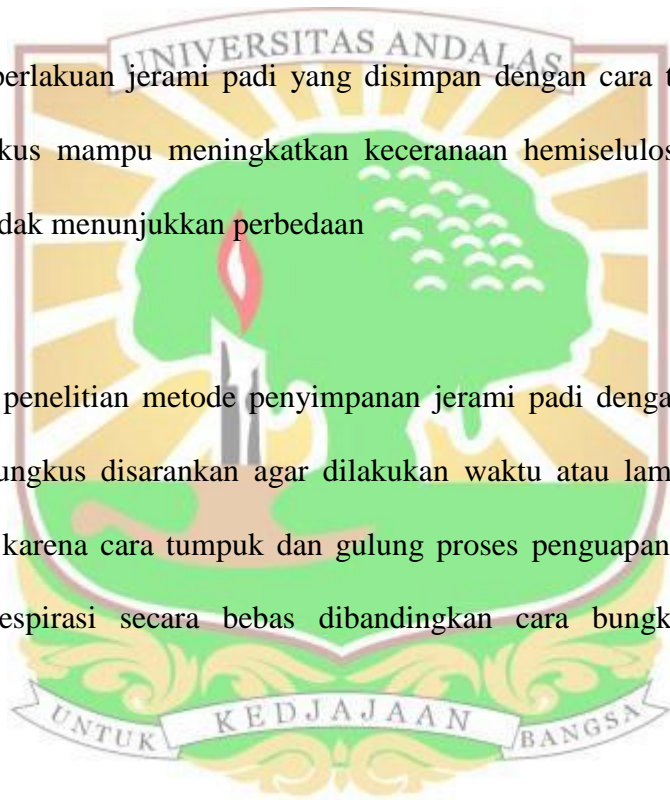 UNIVERSITAS ANDALAS
perlakuan jerami padi yang disimpan dengan cara
kus mampu meningkatkan keceranaan hemiselulos
dak menunjukkan perbedaan
penelitian metode penyimpanan jerami padi denga
ungkus disarankan agar dilakukan waktu atau lam
karena cara tumpuk dan gulung proses penguapan
espirasi secara bebas dibandingkan cara bungk
UNTUK KEDJAJAAN BANGSA